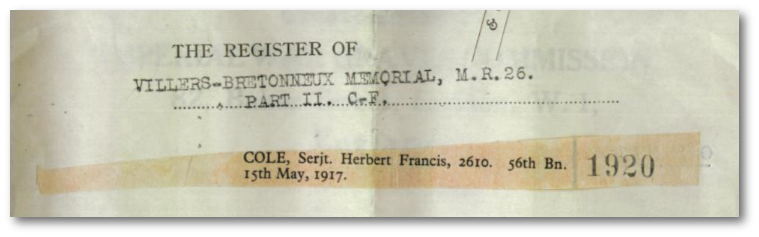 THE REGISTER OF
VILLERS-BRETONNEUX MEMORIAL, M.R.26.
PART II. C-F.
COLE, Serjt. Herbert Francis, 2610. 56th Bn.
15th May, 1917.
1920